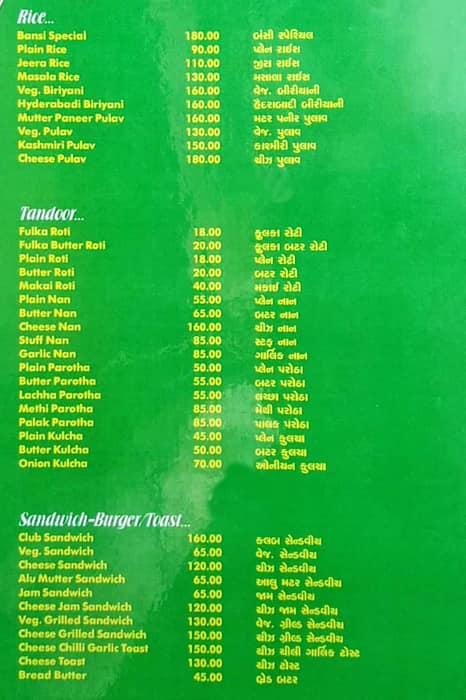 Rice...
Bansi Special 180.00 બંસી સ્પેશિયલ
Plain Rice 90.00 પ્લેન રાઈસ
Jeera Rice 110.00 જીરા રાઈસ
Masala Rice 130.00 મસાલા રાઈસ
Veg. Biriyani 160.00 વેજ. બીરીયાની
Hyderabadi Biriyani 160.00 હૈદરાબાદી બીરીયાની
Mutter Paneer Pulav 160.00 મટર પનીર પુલાવ
Veg. Pulav 130.00 વેજ. પુલાવ
Kashmiri Pulav 150.00 કાશ્મીરી પુલાવ
Cheese Pulav 180.00 ચીઝ પુલાવ
Tandoor...
Fulka Roti 18.00 ફુલકા રોટી
Fulka Butter Roti 20.00 ફુલકા બટર રોટી
Plain Roti 18.00 પ્લેન રોટી
Butter Roti 20.00 બટર રોટી
Makai Roti 40.00 મકાઈ રોટી
Plain Nan 55.00 પ્લેન નાન
Butter Nan 65.00 બટર નાન
Cheese Nan 160.00 ચીઝ નાન
Stuff Nan 85.00 સ્ટફ નાન
Garlic Nan 85.00 ગાર્લિક નાન
Plain Parotha 50.00 પ્લેન પરોઠા
Butter Parotha 55.00 બટર પરોઠા
Lachha Parotha 55.00 લચ્છા પરોઠા
Methi Parotha 85.00 મેથી પરોઠા
Palak Parotha 85.00 પાલક પરોઠા
Plain Kulcha 45.00 પ્લેન કુલચા
Butter Kulcha 50.00 બટર કુલચા
Onion Kulcha 70.00 ઓનીયન કુલચા
Sandwich-Burger/Toast...
Club Sandwich 160.00 કલબ સેન્ડવીચ
Veg. Sandwich 65.00 વેજ. સેન્ડવીચ
Cheese Sandwich 120.00 ચીઝ સેન્ડવીચ
Alu Mutter Sandwich 65.00 આલુ મટર સેન્ડવીચ
Jam Sandwich 65.00 જામ સેન્ડવીચ
Cheese Jam Sandwich 120.00 ચીઝ જામ સેન્ડવીચ
Veg. Grilled Sandwich 130.00 વેજ. ગ્રીલ્ડ સેન્ડવીચ
Cheese Grilled Sandwich 150.00 ચીઝ ગ્રીલ્ડ સેન્ડવીચ
Cheese Chilli Garlic Toast 150.00 ચીઝ ચીલી ગાર્લિક ટોસ્ટ
Cheese Toast 130.00 ચીઝ ટોસ્ટ
Bread Butter 45.00 બ્રેડ બટર